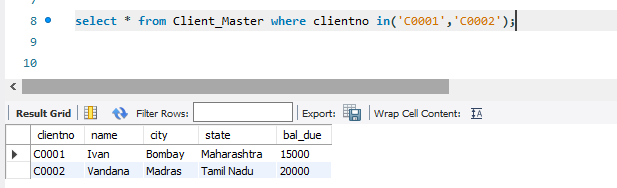 8 select * from Client_Master where clientno in('C0001','C0002');
9
10
Result Grid Filter Rows: Export: Wrap Cell Content: IA
clientno name city state bal_due
C0001 Ivan Bombay Maharashtra 15000
C0002 Vandana Madras Tamil Nadu 20000